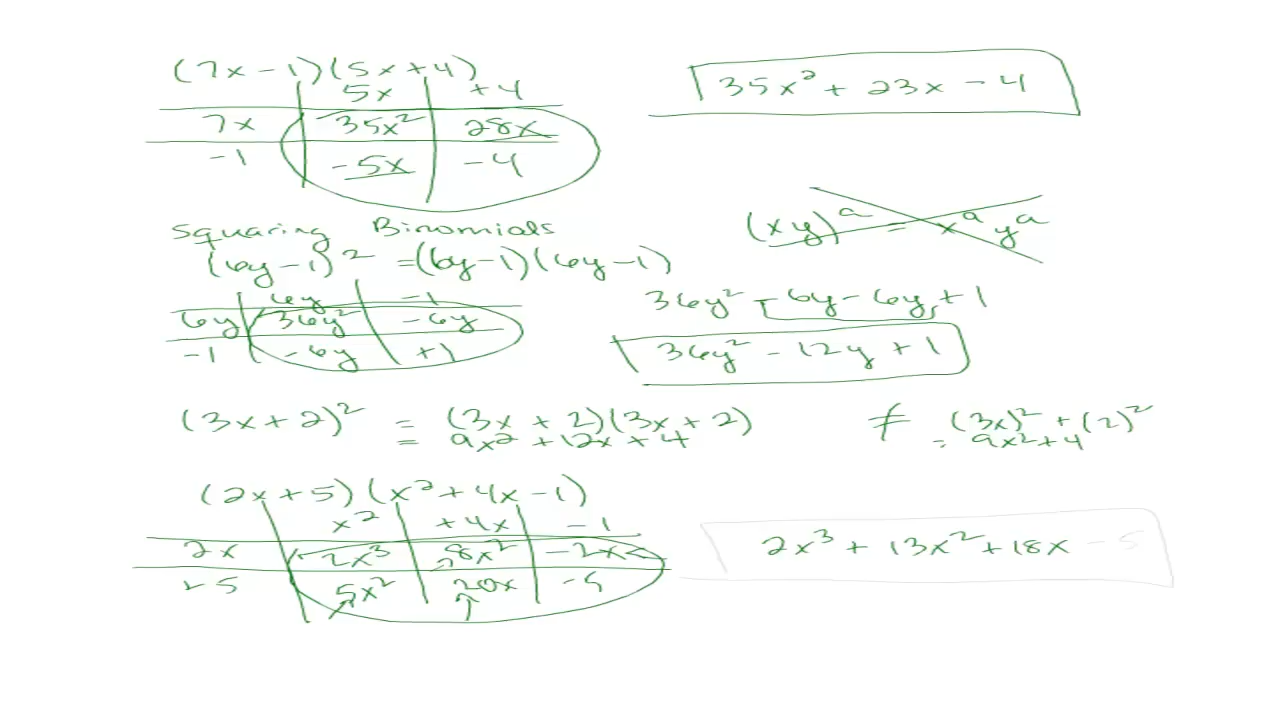 (7x - 1)(5x + 4)
5x +4
7x 35x² 28x
-1 -5x -4
35x² + 23x - 4
Squaring Binomials
(xy)ᵃ = xᵃ yᵃ
(6y - 1)² = (6y - 1)(6y - 1)
6y -1
6y 36y² -6y
-1 -6y +1
36y² - 6y - 6y + 1
36y² - 12y + 1
(3x + 2)² = (3x + 2)(3x + 2) ≠ (3x)² + (2)²
= 9x² + 12x + 4 = 9x² + 4
(2x + 5)(x² + 4x - 1)
x² +4x -1
2x 2x³ 8x² -2x
+5 5x² 20x -5
2x³ + 13x² + 18x - 5